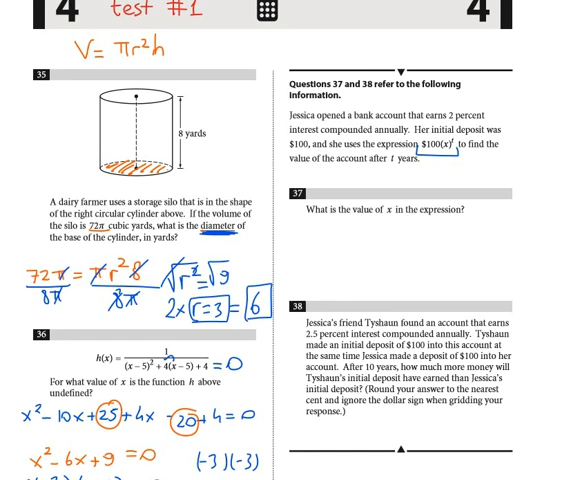 4 test #1 4
V= πr²h
35
8 yards
A dairy farmer uses a storage silo that is in the shape
of the right circular cylinder above. If the volume of
the silo is 72π cubic yards, what is the diameter of
the base of the cylinder, in yards?
72π = πr²8 √r² = √9
8π 8π 2× r=3 = 6
36
h(x) = 1 / (x − 5)² + 4(x − 5) + 4 = 0
For what value of x is the function h above
undefined?
x² − 10x + 25 + 4x − 20 + 4 = 0
x² − 6x + 9 = 0 (−3)(−3)
Questions 37 and 38 refer to the following
information.
Jessica opened a bank account that earns 2 percent
interest compounded annually. Her initial deposit was
$100, and she uses the expression $100(x)ᵗ to find the
value of the account after t years.
37
What is the value of x in the expression?
38
Jessica's friend Tyshaun found an account that earns
2.5 percent interest compounded annually. Tyshaun
made an initial deposit of $100 into this account at
the same time Jessica made a deposit of $100 into her
account. After 10 years, how much more money will
Tyshaun's initial deposit have earned than Jessica's
initial deposit? (Round your answer to the nearest
cent and ignore the dollar sign when gridding your
response.)